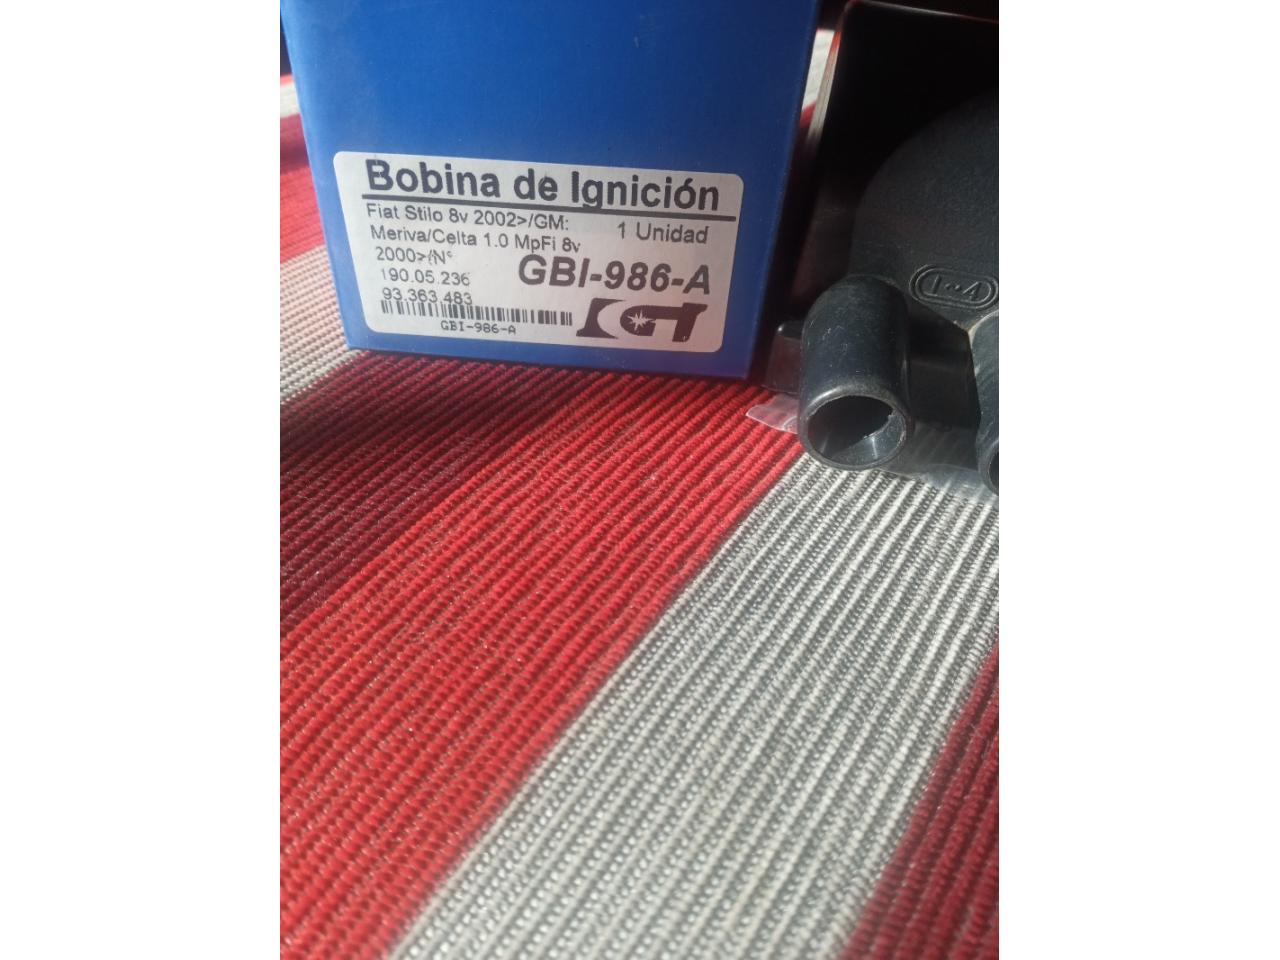 Bobina de Ignición
Fiat Stilo 8v 2002>/GM: 1 Unidad
Meriva/Celta 1.0 MpFi 8v
2000>/N° GBI-986-A
190.05.236
93.363.483
GBI-986-A
1--4